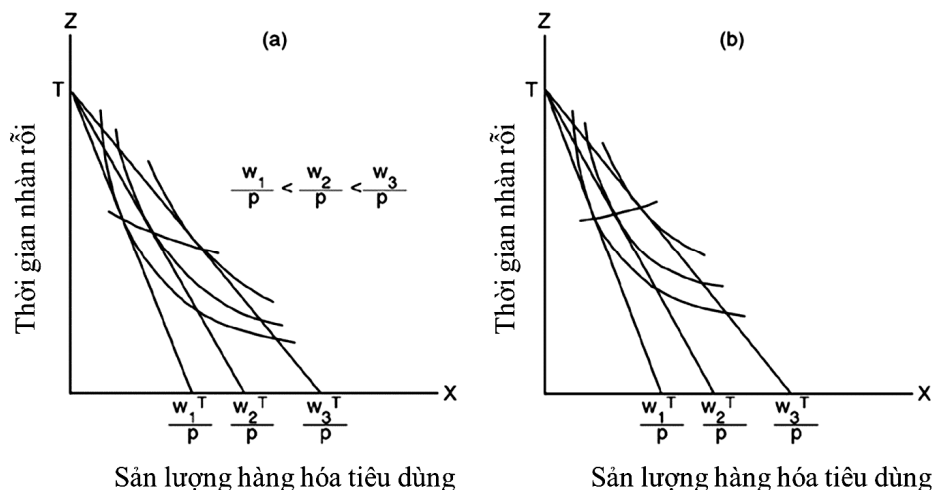 Z
(a)
T
Thời gian nhàn rỗi
w1/p < w2/p < w3/p
X
w1T/p w2T/p w3T/p
Sản lượng hàng hóa tiêu dùng
Z
(b)
T
Thời gian nhàn rỗi
X
w1T/p w2T/p w3T/p
Sản lượng hàng hóa tiêu dùng